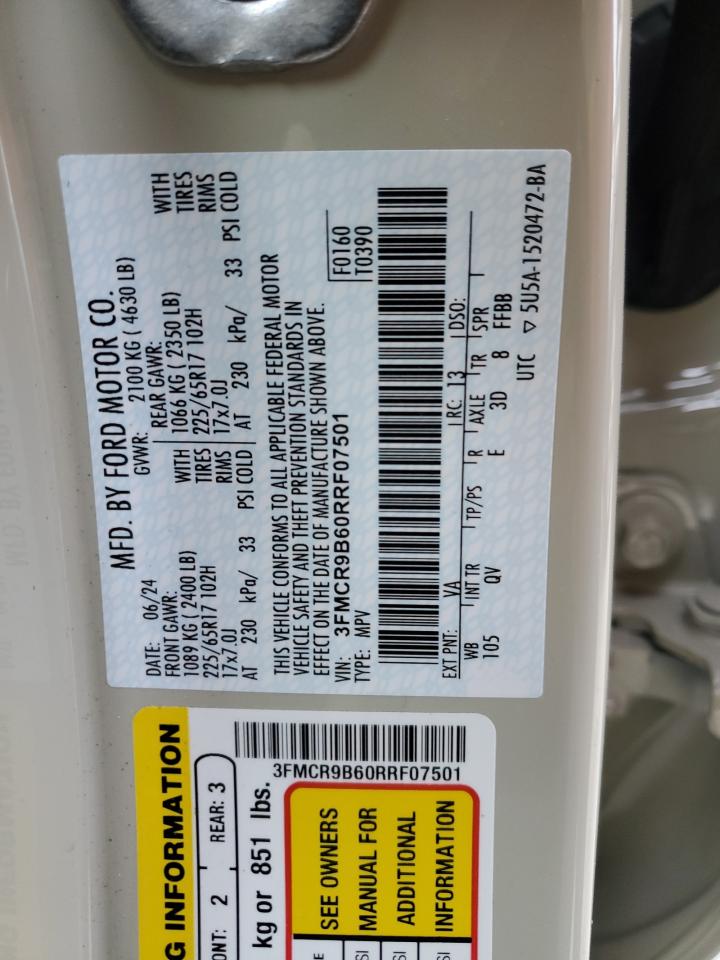 MFD. BY FORD MOTOR CO.
DATE: 06/24 GVWR: 2100 KG ( 4630 LB)
FRONT GAWR: REAR GAWR:
1089 KG ( 2400 LB) WITH 1066 KG ( 2350 LB) WITH
225/65R17 102H TIRES 225/65R17 102H TIRES
17x7.0J RIMS 17x7.0J RIMS
AT 230 kPa/ 33 PSI COLD AT 230 kPa/ 33 PSI COLD
THIS VEHICLE CONFORMS TO ALL APPLICABLE FEDERAL MOTOR
VEHICLE SAFETY AND THEFT PREVENTION STANDARDS IN
EFFECT ON THE DATE OF MANUFACTURE SHOWN ABOVE.
VIN: 3FMCR9B60RRF07501 F0160
TYPE: MPV T0390
EXT PNT: VA RC: 13 DSO:
WB INT TR TP/PS R AXLE TR SPR
105 QV E 3D 8 FFBB
UTC ▽ 5U5A-1520472-BA
G INFORMATION
ONT: 2 REAR: 3
kg or 851 lbs.
3FMCR9B60RRF07501
SEE OWNERS
MANUAL FOR
ADDITIONAL
INFORMATION